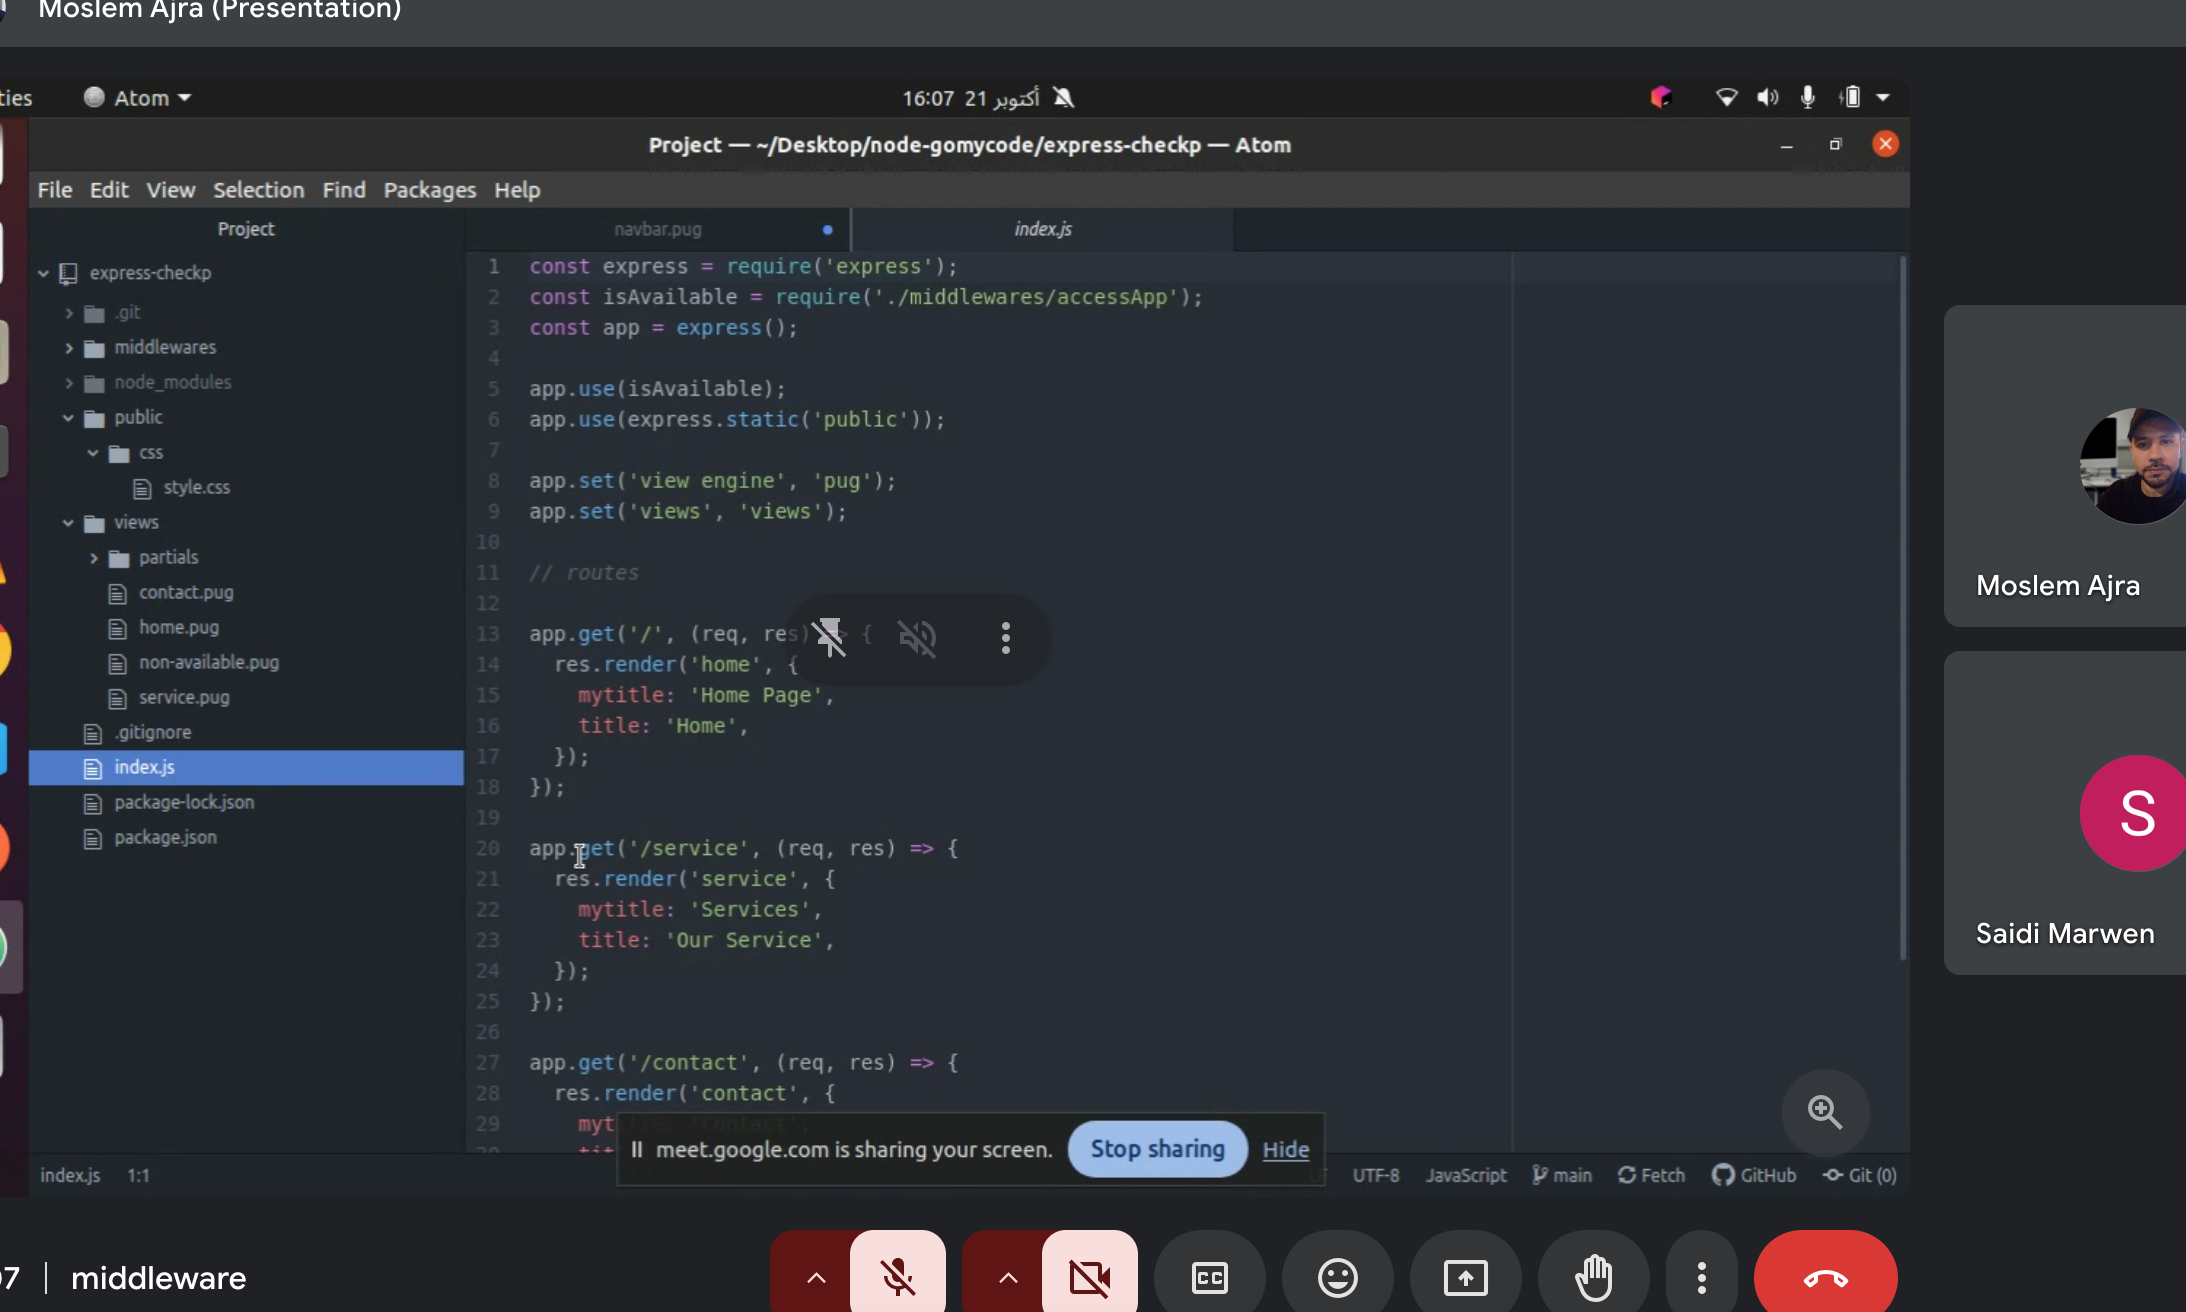 Moslem Ajra (Presentation)
ties
Atom
16:07 21 أكتوبر
Project — ~/Desktop/node-gomycode/express-checkp — Atom
File Edit View Selection Find Packages Help
Project
navbar.pug
index.js
express-checkp
.git
middlewares
node_modules
public
css
style.css
views
partials
contact.pug
home.pug
non-available.pug
service.pug
.gitignore
index.js
package-lock.json
package.json
1 const express = require('express');
2 const isAvailable = require('./middlewares/accessApp');
3 const app = express();
4
5 app.use(isAvailable);
6 app.use(express.static('public'));
7
8 app.set('view engine', 'pug');
9 app.set('views', 'views');
10
11 // routes
12
13 app.get('/', (req, res) => {
14 res.render('home', {
15 mytitle: 'Home Page',
16 title: 'Home',
17 });
18 });
19
20 app.get('/service', (req, res) => {
21 res.render('service', {
22 mytitle: 'Services',
23 title: 'Our Service',
24 });
25 });
26
27 app.get('/contact', (req, res) => {
28 res.render('contact', {
29 myt 'Contact',
30 tit
meet.google.com is sharing your screen. Stop sharing Hide
index.js 1:1
UTF-8 JavaScript main Fetch GitHub Git (0)
Moslem Ajra
S
Saidi Marwen
07 | middleware
CC